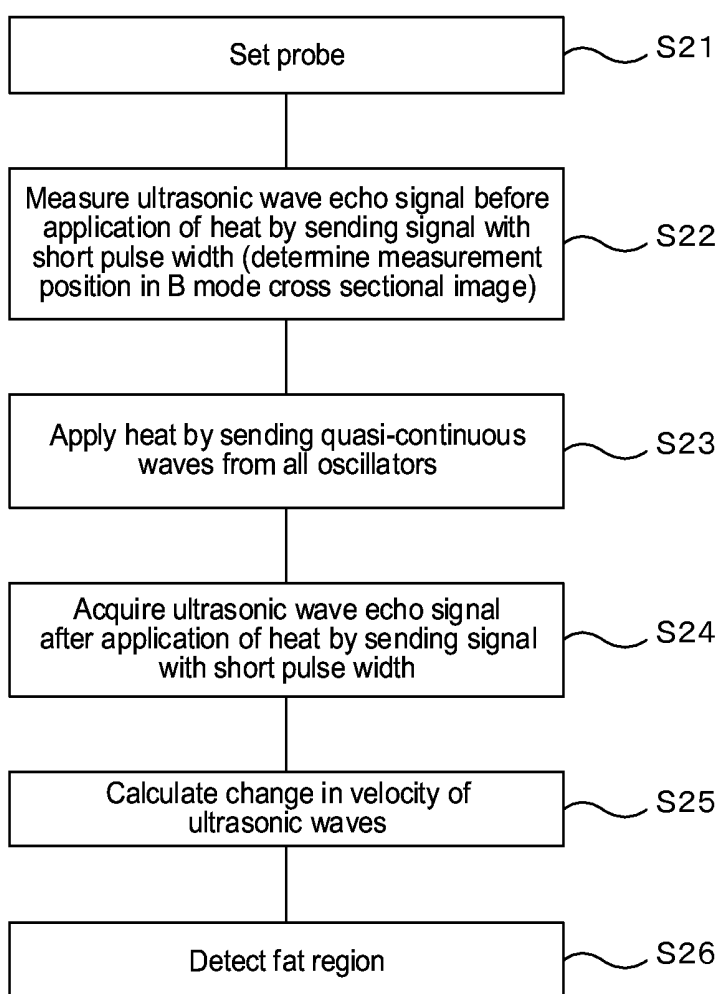 Set probe
S21
Measure ultrasonic wave echo signal before
application of heat by sending signal with
short pulse width (determine measurement
position in B mode cross sectional image)
S22
Apply heat by sending quasi-continuous
waves from all oscillators
S23
Acquire ultrasonic wave echo signal
after application of heat by sending signal
with short pulse width
S24
Calculate change in velocity of
ultrasonic waves
S25
Detect fat region
S26